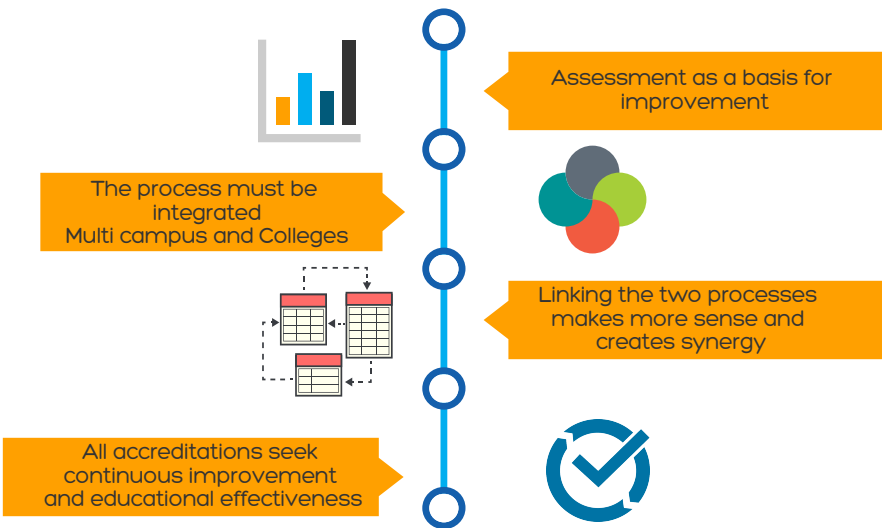 Assessment as a basis for
improvement
The process must be
integrated
Multi campus and Colleges
Linking the two processes
makes more sense and
creates synergy
All accreditations seek
continuous improvement
and educational effectiveness